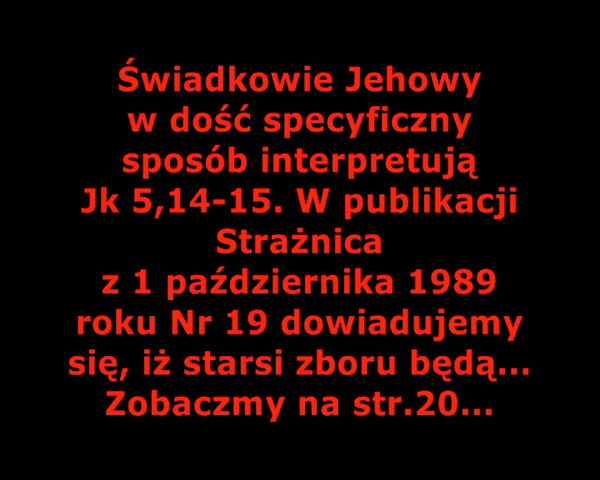 Świadkowie Jehowy
w dość specyficzny
sposób interpretują
Jk 5,14-15. W publikacji
Strażnica
z 1 października 1989
roku Nr 19 dowiadujemy
się, iż starsi zboru będą...
Zobaczmy na str.20...